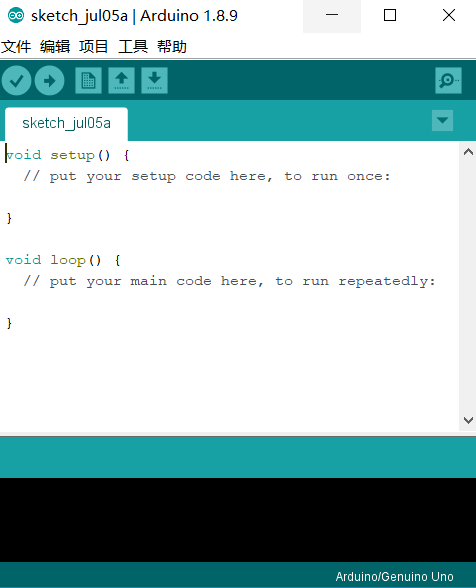 sketch_jul05a | Arduino 1.8.9
文件 编辑 项目 工具 帮助
sketch_jul05a
void setup() {
  // put your setup code here, to run once:
}
void loop() {
  // put your main code here, to run repeatedly:
}
Arduino/Genuino Uno